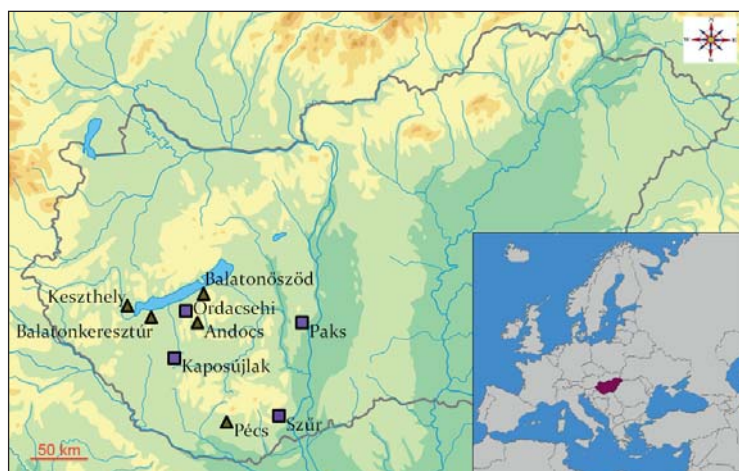 Balatonőszöd
Keszthely
Ordacsehi
Balatonkeresztúr
Andocs
Paks
Kaposújlak
Pécs
Szűr
50 km